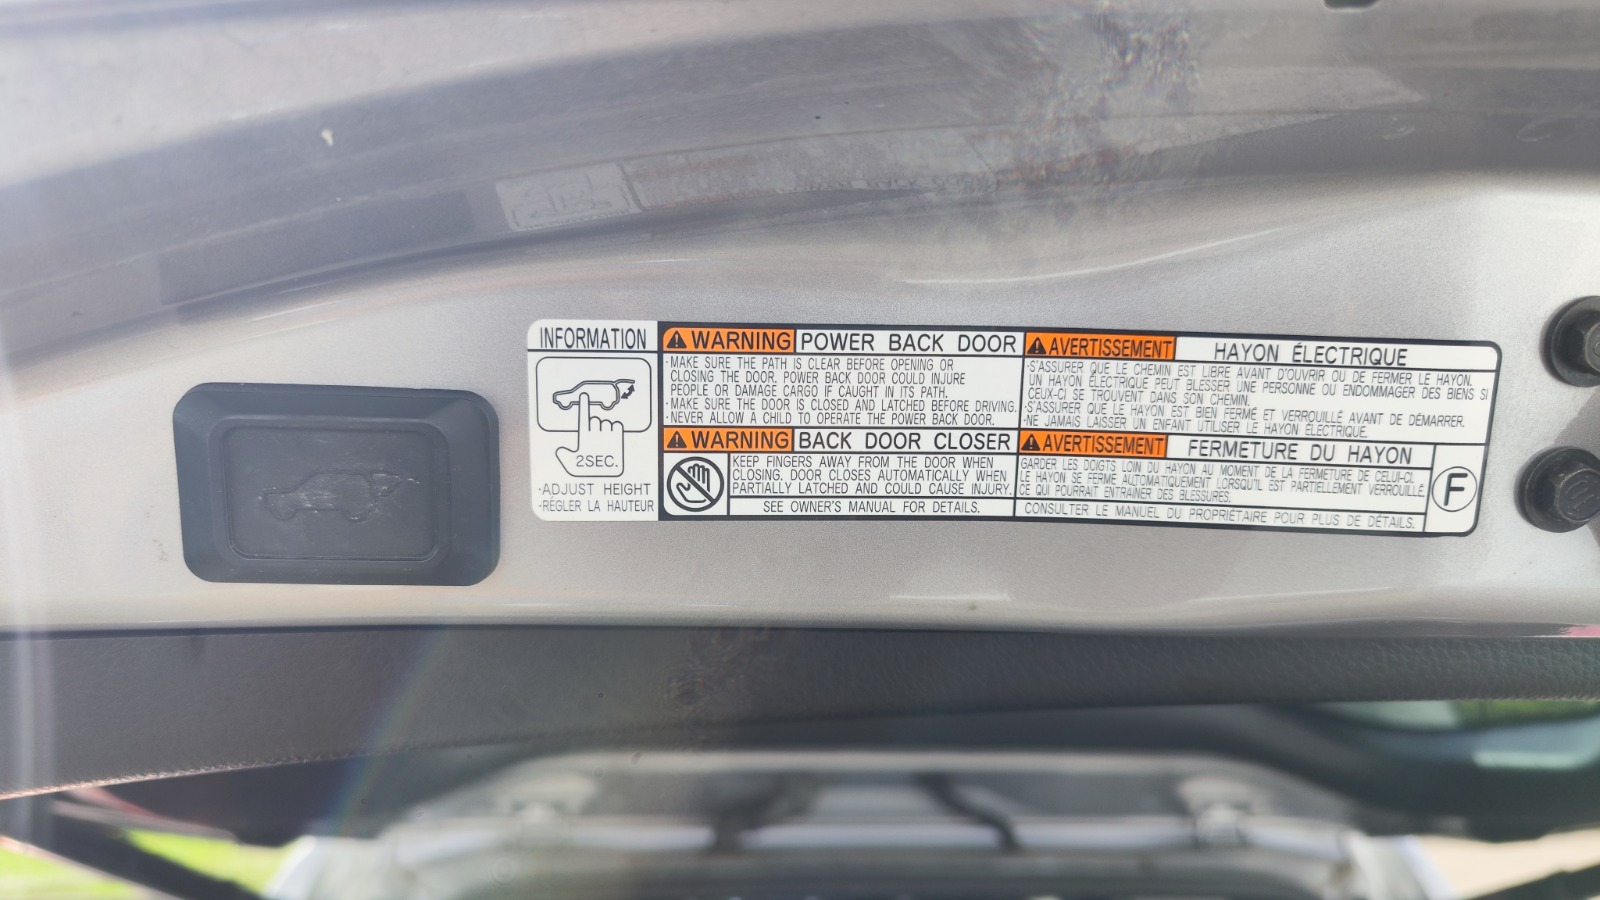 INFORMATION
2SEC.
·ADJUST HEIGHT
·RÉGLER LA HAUTEUR
WARNING POWER BACK DOOR
·MAKE SURE THE PATH IS CLEAR BEFORE OPENING OR
CLOSING THE DOOR. POWER BACK DOOR COULD INJURE
PEOPLE OR DAMAGE CARGO IF CAUGHT IN ITS PATH.
·MAKE SURE THE DOOR IS CLOSED AND LATCHED BEFORE DRIVING.
·NEVER ALLOW A CHILD TO OPERATE THE POWER BACK DOOR.
WARNING BACK DOOR CLOSER
KEEP FINGERS AWAY FROM THE DOOR WHEN
CLOSING. DOOR CLOSES AUTOMATICALLY WHEN
PARTIALLY LATCHED AND COULD CAUSE INJURY.
SEE OWNER'S MANUAL FOR DETAILS.
AVERTISSEMENT HAYON ÉLECTRIQUE
·S'ASSURER QUE LE CHEMIN EST LIBRE AVANT D'OUVRIR OU DE FERMER LE HAYON.
UN HAYON ÉLECTRIQUE PEUT BLESSER UNE PERSONNE OU ENDOMMAGER DES BIENS SI
CEUX-CI SE TROUVENT DANS SON CHEMIN.
·S'ASSURER QUE LE HAYON EST BIEN FERMÉ ET VERROUILLÉ AVANT DE DÉMARRER.
·NE JAMAIS LAISSER UN ENFANT UTILISER LE HAYON ÉLECTRIQUE.
AVERTISSEMENT FERMETURE DU HAYON
GARDER LES DOIGTS LOIN DU HAYON AU MOMENT DE LA FERMETURE DE CELUI-CI.
LE HAYON SE FERME AUTOMATIQUEMENT LORSQU'IL EST PARTIELLEMENT VERROUILLÉ,
CE QUI POURRAIT ENTRAÎNER DES BLESSURES.
CONSULTER LE MANUEL DU PROPRIÉTAIRE POUR PLUS DE DÉTAILS.
F